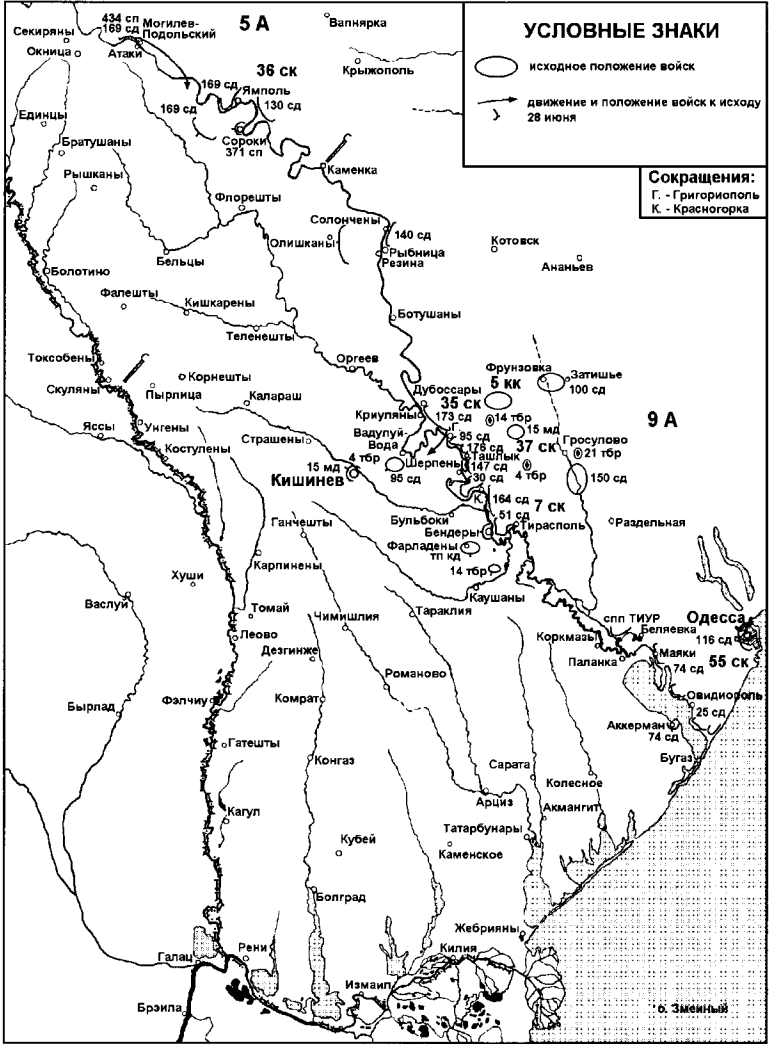 434 сп
169 сд
Могилев-
Подольский
5 А
Вапнярка
Секиряны
Окница
Атаки
УСЛОВНЫЕ ЗНАКИ
исходное положение войск
движение и положение войск к исходу
28 июня
36 ск
Крыжополь
169 сд
Ямполь
169 сд
130 сд
Единцы
Сороки
371 сп
Братушаны
Каменка
Рышканы
Сокращения:
Г. - Григориополь
К. - Красногорка
Флорешты
Солончены
140 сд
Олишканы
Рыбница
Резина
Котовск
Ананьев
Бельцы
Болотино
Фалешты
Кишкарены
Ботушаны
Теленешты
Токсобены
Оргеев
Фрунзовка
Затишье
5 кк
100 сд
Скуляны
Корнешты
Пырлица
Калараш
Дубоссары
35 ск
Криуляны
173 сд
14 тбр
9 А
Яссы
Унгены
Страшены
Вадулуй-
Вода
Г.
95 сд
15 мд
37 ск
Гросулово
Костулены
176 сд
Ташлык
21 тбр
4 тбр
15 мд
Шерпены
147 сд
4 тбр
Кишинев
95 сд
30 сд
150 сд
К.
164 сд
7 ск
51 сд
Бульбоки
Ганчешты
Бендеры
Тирасполь
Раздельная
Фарладены
тп кд
Карпинены
14 тбр
Хуши
Каушаны
Васлуй
Томай
Чимишлия
Тараклия
спп ТИУР
Одесса
Беляевка
Леово
Коркмазы
116 сд
Дезгинже
Маяки
Паланка
74 сд
55 ск
Романово
Фэлчиу
Комрат
Овидиополь
Бырлад
25 сд
Аккерман
74 сд
Гатешты
Конгаз
Сарата
Бугаз
Колесное
Арциз
Кагул
Акмангит
Татарбунары
Кубей
Каменское
Болград
Жебрияны
Галац
Рени
Килия
Измаил
Брэила
о. Змеиный